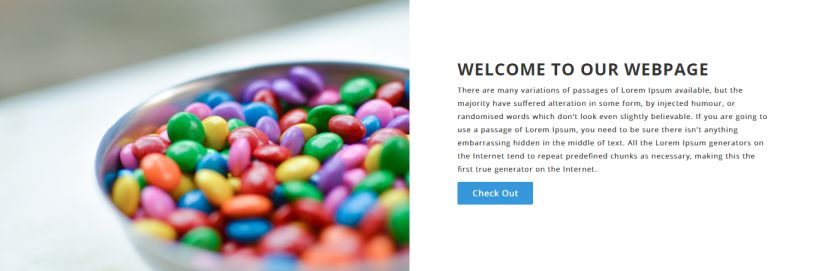 WELCOME TO OUR WEBPAGE
There are many variations of passages of Lorem Ipsum available, but the
majority have suffered alteration in some form, by injected humour, or
randomised words which don't look even slightly believable. If you are going to
use a passage of Lorem Ipsum, you need to be sure there isn't anything
embarrassing hidden in the middle of text. All the Lorem Ipsum generators on
the Internet tend to repeat predefined chunks as necessary, making this the
first true generator on the Internet.
Check Out